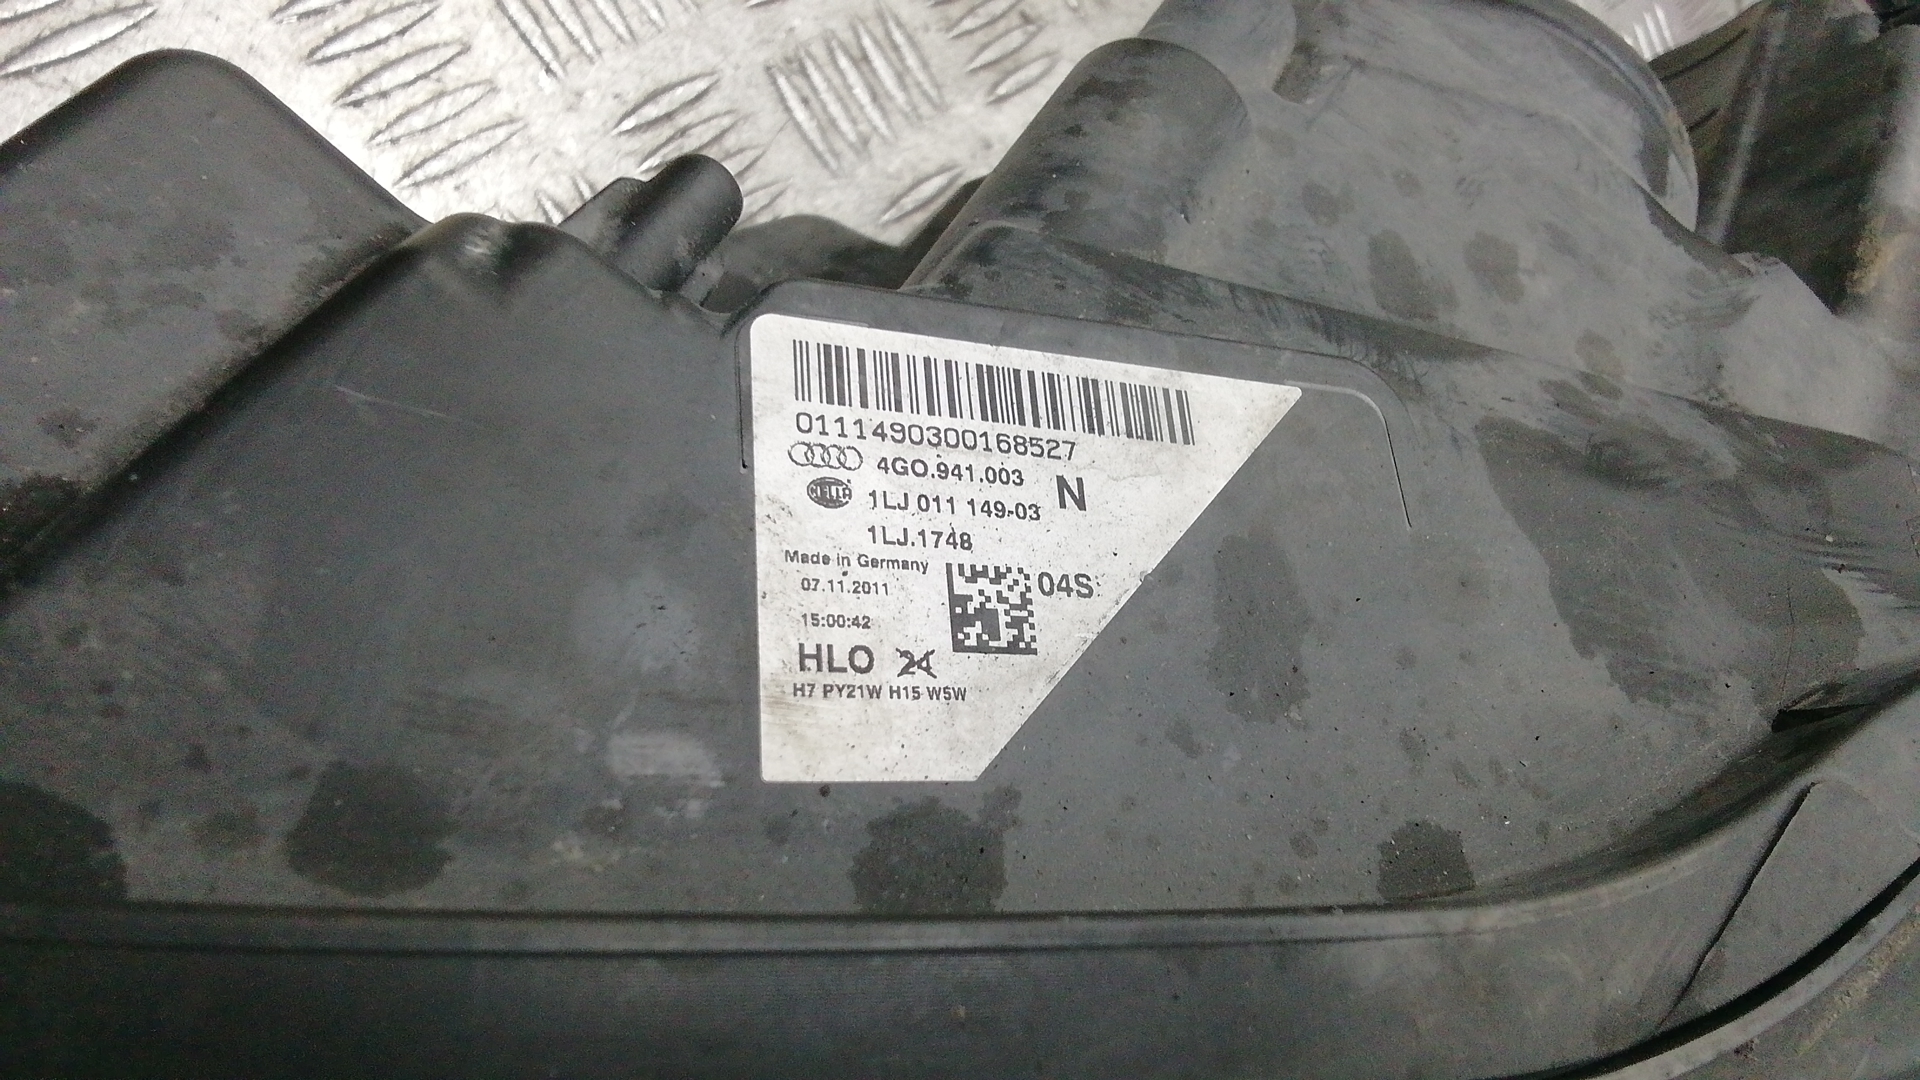 0111490300168527
4G0.941.003 N
HELLA
1LJ 011 149-03
1LJ.1748
Made in Germany
07.11.2011
04S
15:00:42
HLO 24
H7 PY21W H15 W5W